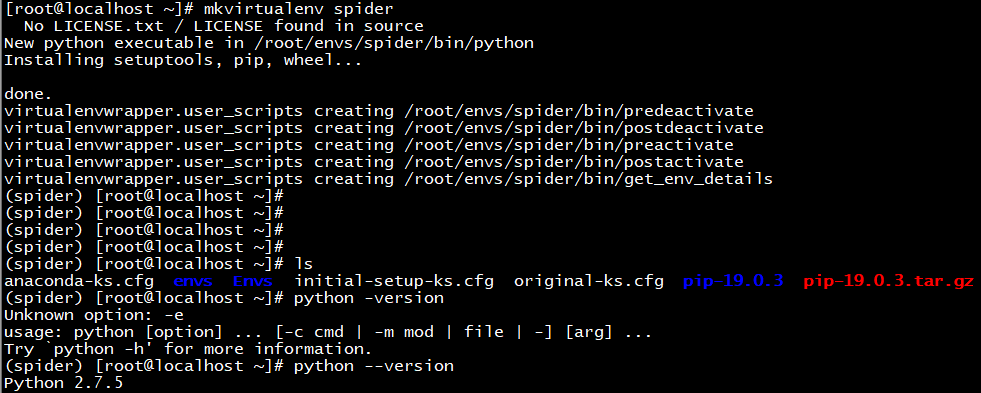 [root@localhost ~]# mkvirtualenv spider
  No LICENSE.txt / LICENSE found in source
New python executable in /root/envs/spider/bin/python
Installing setuptools, pip, wheel...

done.
virtualenvwrapper.user_scripts creating /root/envs/spider/bin/predeactivate
virtualenvwrapper.user_scripts creating /root/envs/spider/bin/postdeactivate
virtualenvwrapper.user_scripts creating /root/envs/spider/bin/preactivate
virtualenvwrapper.user_scripts creating /root/envs/spider/bin/postactivate
virtualenvwrapper.user_scripts creating /root/envs/spider/bin/get_env_details
(spider) [root@localhost ~]#
(spider) [root@localhost ~]#
(spider) [root@localhost ~]#
(spider) [root@localhost ~]#
(spider) [root@localhost ~]# ls
anaconda-ks.cfg  envs  Envs  initial-setup-ks.cfg  original-ks.cfg  pip-19.0.3  pip-19.0.3.tar.gz
(spider) [root@localhost ~]# python -version
Unknown option: -e
usage: python [option] ... [-c cmd | -m mod | file | -] [arg] ...
Try `python -h' for more information.
(spider) [root@localhost ~]# python --version
Python 2.7.5